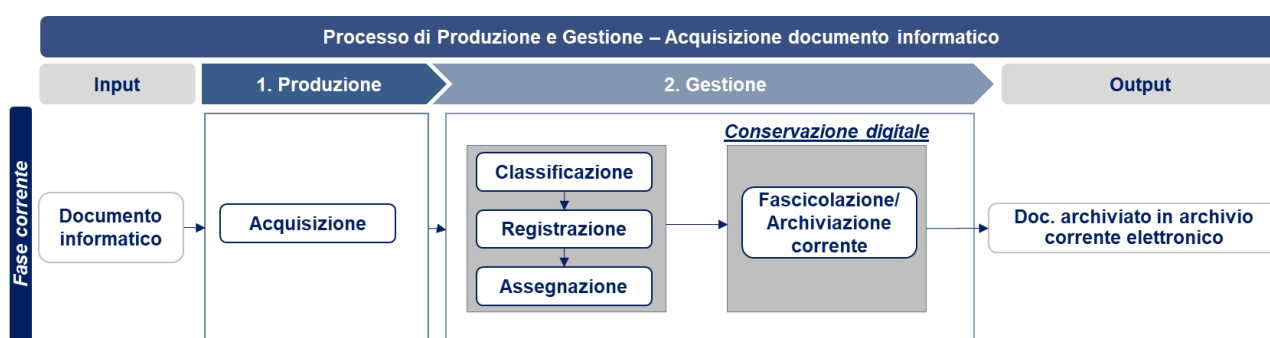 Processo di Produzione e Gestione – Acquisizione documento informatico
Input
1. Produzione
2. Gestione
Output
Fase corrente
Documento
informatico
Acquisizione
Classificazione
Registrazione
Assegnazione
Conservazione digitale
Fascicolazione/
Archiviazione
corrente
Doc. archiviato in archivio
corrente elettronico